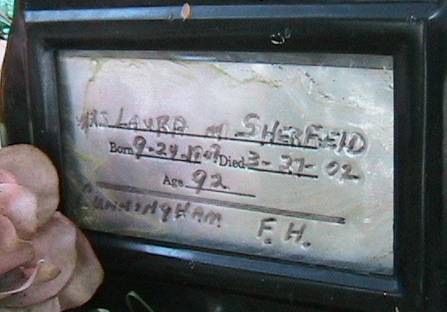 MRS LAURA M SHERFEID
Born 9-24-1909 Died 3-27-02
Age 92
CUNNINGHAM F.H.